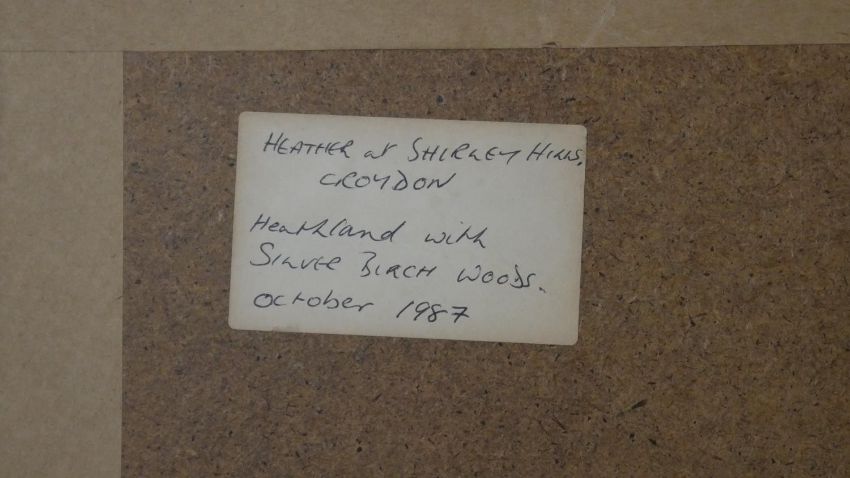 HEATHER at SHIRLEY HILLS,
CROYDON
Heathland with
SILVER BIRCH WOODS.
October 1987